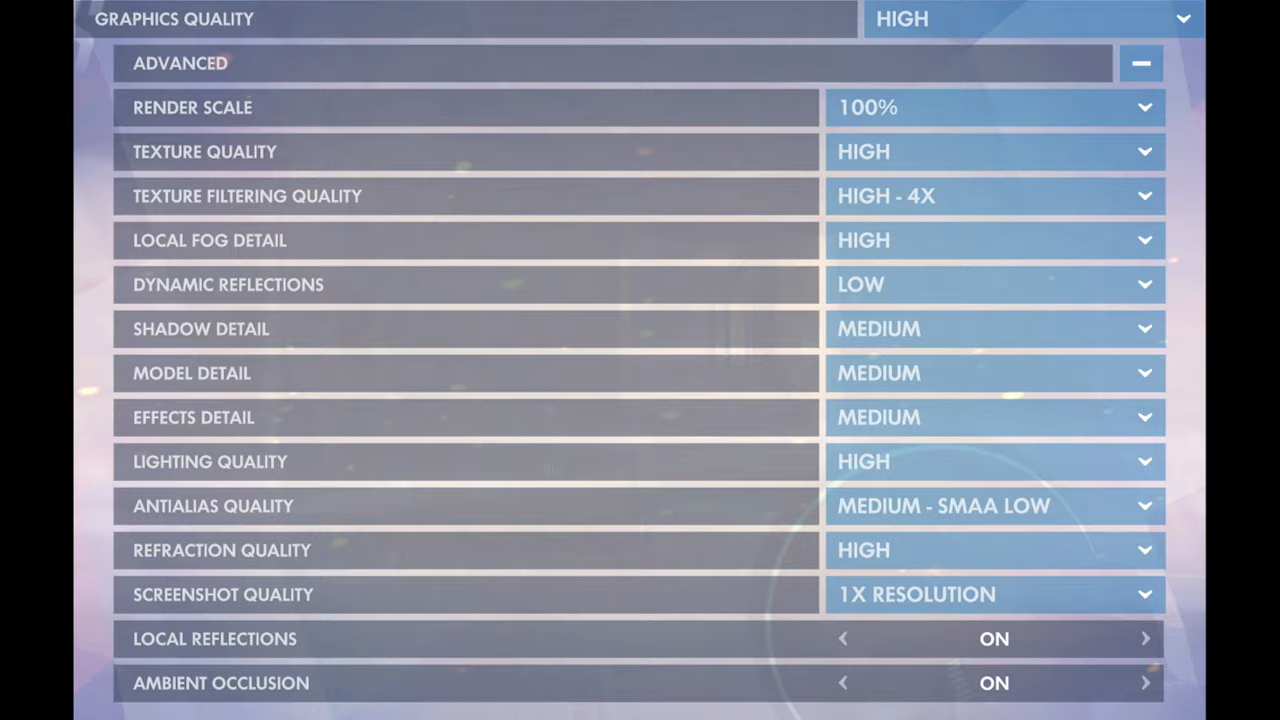 GRAPHICS QUALITY HIGH
ADVANCED
RENDER SCALE 100%
TEXTURE QUALITY HIGH
TEXTURE FILTERING QUALITY HIGH - 4X
LOCAL FOG DETAIL HIGH
DYNAMIC REFLECTIONS LOW
SHADOW DETAIL MEDIUM
MODEL DETAIL MEDIUM
EFFECTS DETAIL MEDIUM
LIGHTING QUALITY HIGH
ANTIALIAS QUALITY MEDIUM - SMAA LOW
REFRACTION QUALITY HIGH
SCREENSHOT QUALITY 1X RESOLUTION
LOCAL REFLECTIONS ON
AMBIENT OCCLUSION ON